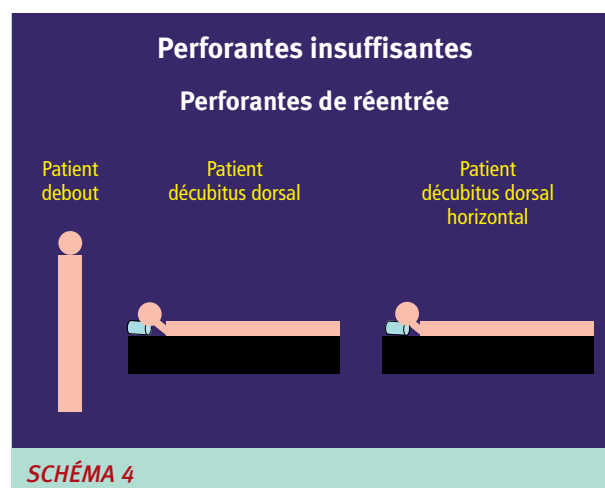 Perforantes insuffisantes
Perforantes de réentrée
Patient
debout
Patient
décubitus dorsal
Patient
décubitus dorsal
horizontal
SCHÉMA 4